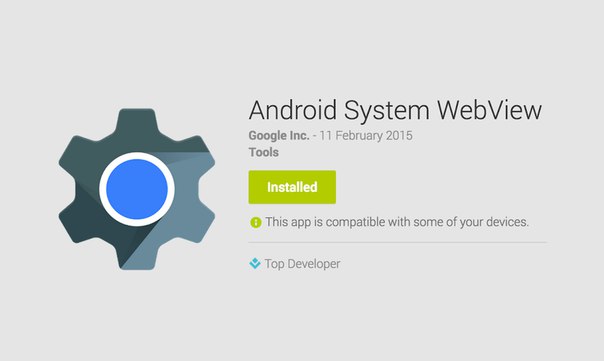 Android System WebView
Google Inc. - 11 February 2015
Tools
Installed
This app is compatible with some of your devices.
Top Developer